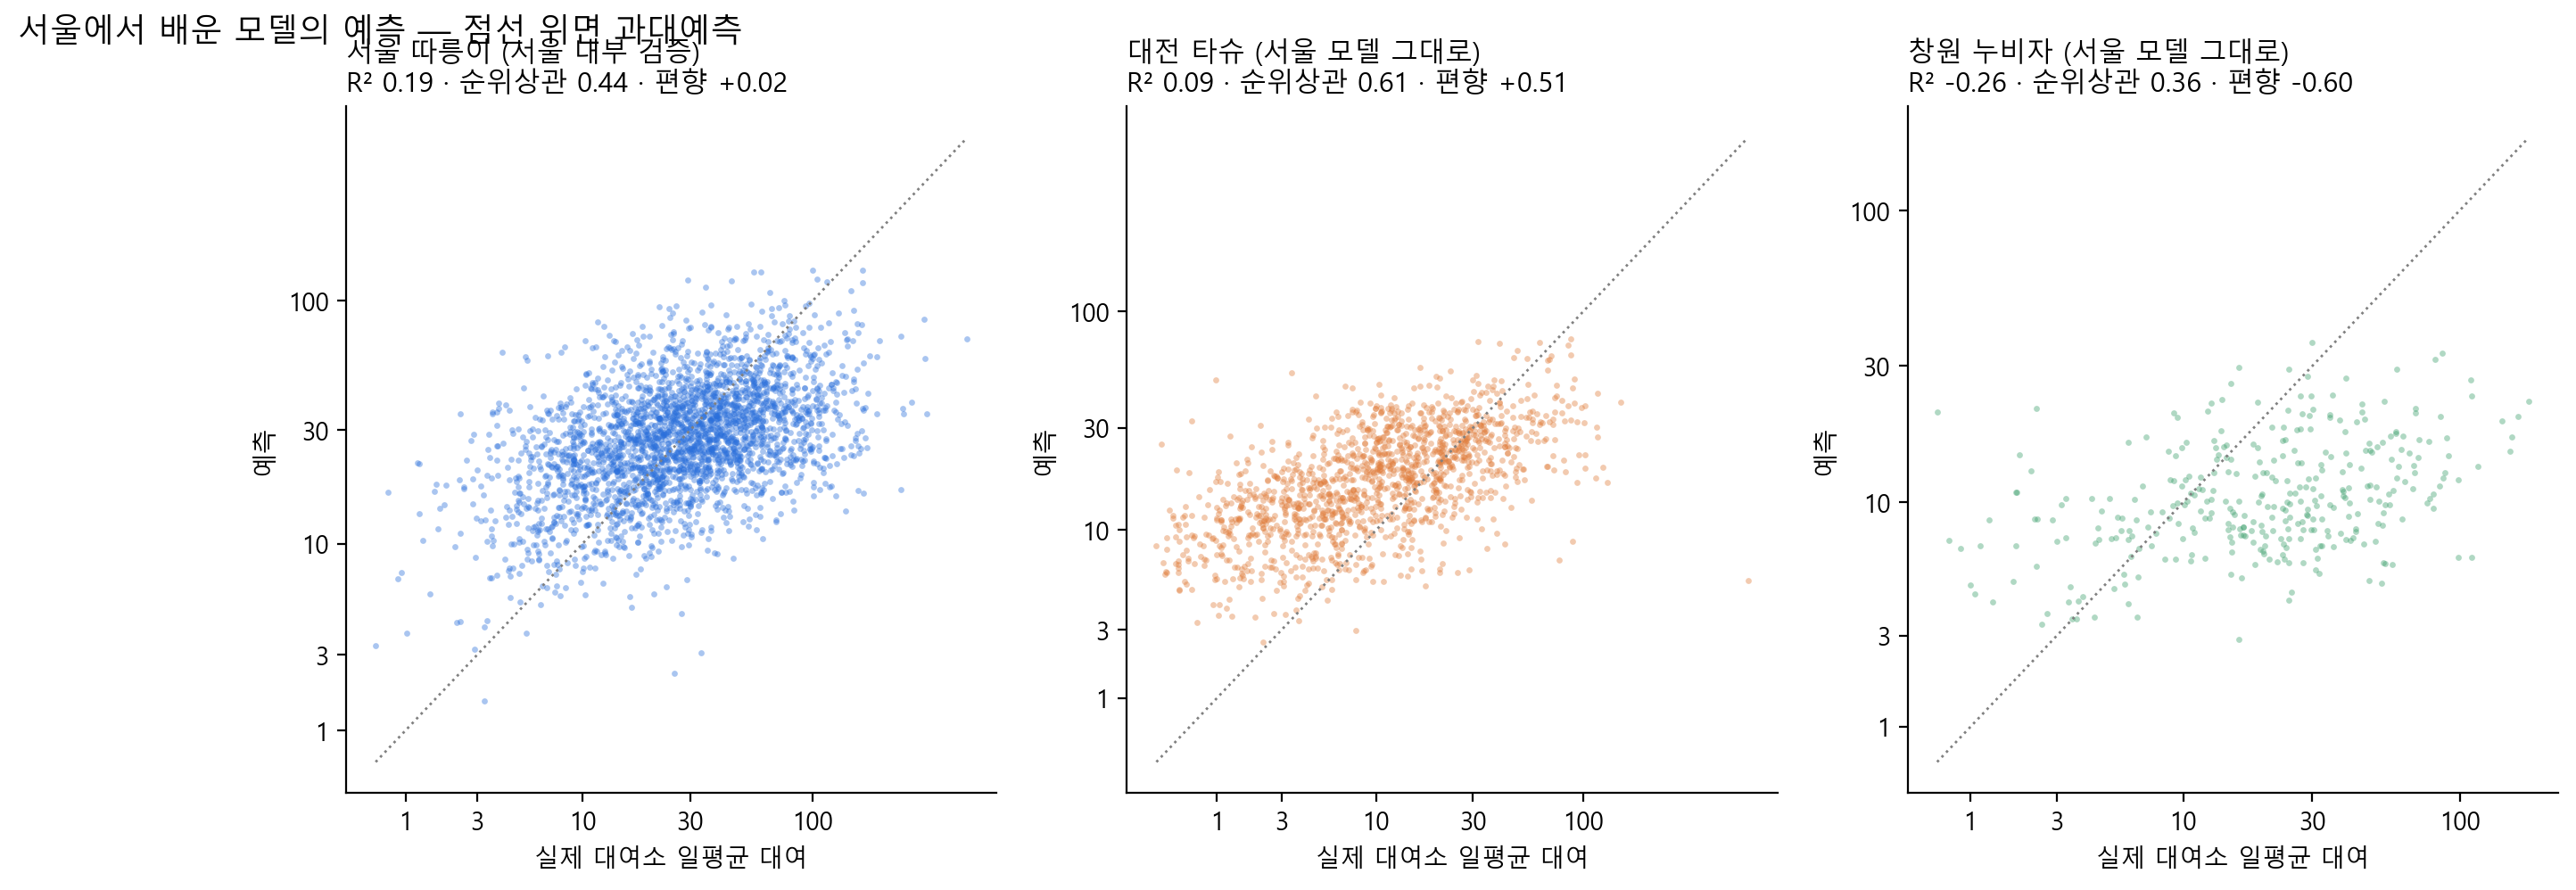 서울에서 배운 모델의 예측 — 점선 위면 과대예측
서울 따릉이 (서울 내부 검증)
R² 0.19 · 순위상관 0.44 · 편향 +0.02
100
30
10
3
1
예측
1 3 10 30 100
실제 대여소 일평균 대여
대전 타슈 (서울 모델 그대로)
R² 0.09 · 순위상관 0.61 · 편향 +0.51
100
30
10
3
1
예측
1 3 10 30 100
실제 대여소 일평균 대여
창원 누비자 (서울 모델 그대로)
R² -0.26 · 순위상관 0.36 · 편향 -0.60
100
30
10
3
1
예측
1 3 10 30 100
실제 대여소 일평균 대여